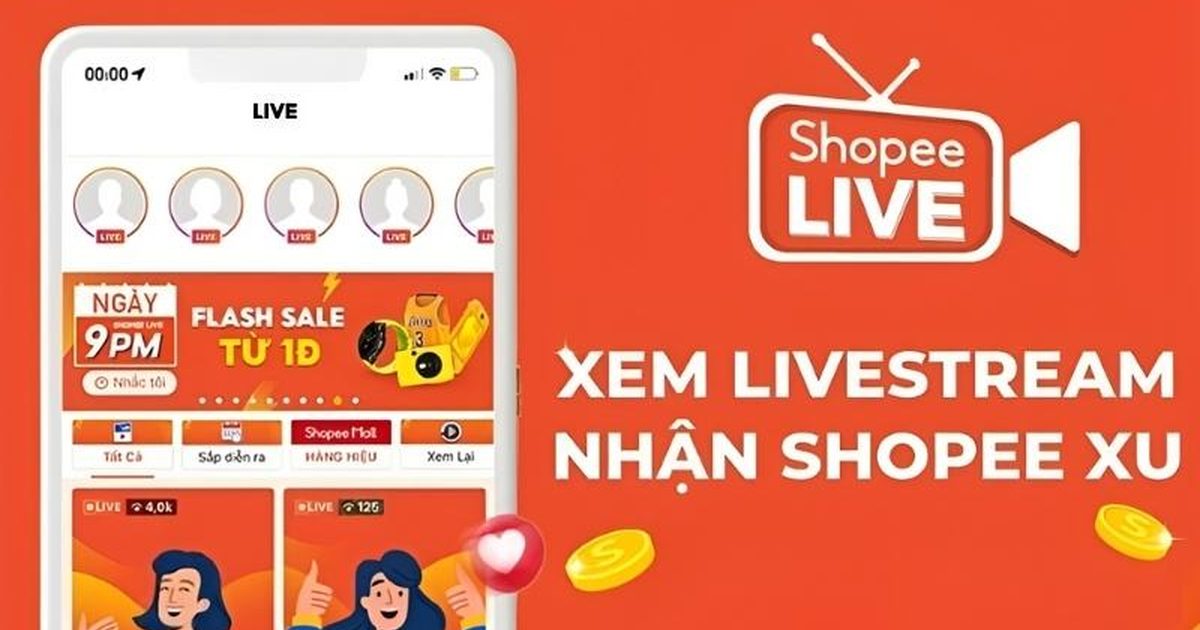 00:00
LIVE
LIVE
LIVE
LIVE
LIVE
NGÀY
SHOPEE LIVE
9PM
Nhắc tôi
FLASH SALE
TỪ 1Đ
Tất Cả
Sắp diễn ra
Shopee Mall
HÀNG HIỆU
Xem Lại
LIVE 4,0k
LIVE 125
Shopee
LIVE
XEM LIVESTREAM
NHẬN SHOPEE XU
S
S